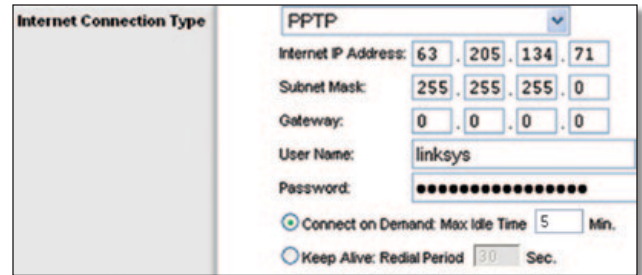 Internet Connection Type
PPTP
Internet IP Address: 63 . 205 . 134 . 71
Subnet Mask: 255 . 255 . 255 . 0
Gateway: 0 . 0 . 0 . 0
User Name: linksys
Password: ••••••••••••••••
Connect on Demand: Max Idle Time 5 Min.
Keep Alive: Redial Period 30 Sec.